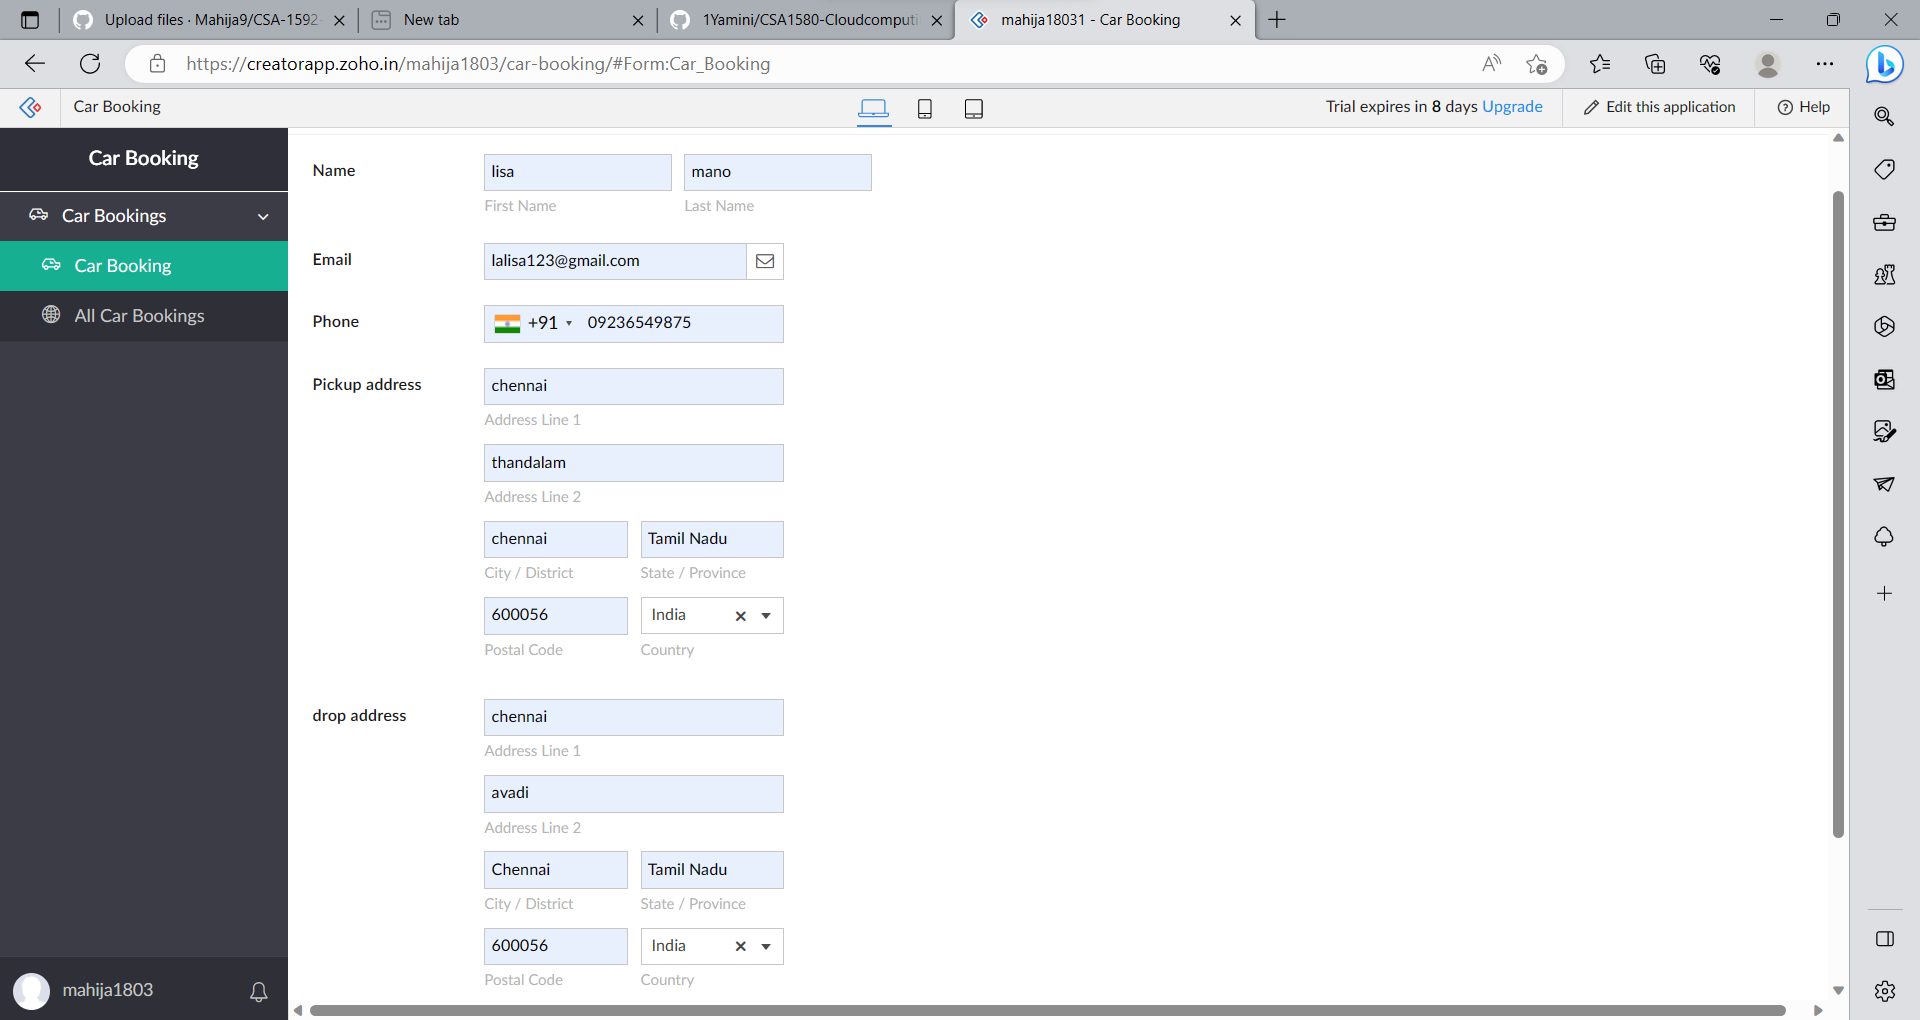 Upload files · Mahija9/CSA-1592-
New tab
1Yamini/CSA1580-Cloudcomputi
mahija18031 - Car Booking
https://creatorapp.zoho.in/mahija1803/car-booking/#Form:Car_Booking
Car Booking
Trial expires in 8 days Upgrade
Edit this application
Help
Car Booking
Car Bookings
Car Booking
All Car Bookings
mahija1803
Name
lisa
mano
First Name
Last Name
Email
lalisa123@gmail.com
Phone
+91
09236549875
Pickup address
chennai
Address Line 1
thandalam
Address Line 2
chennai
Tamil Nadu
City / District
State / Province
600056
India
Postal Code
Country
drop address
chennai
Address Line 1
avadi
Address Line 2
Chennai
Tamil Nadu
City / District
State / Province
600056
India
Postal Code
Country